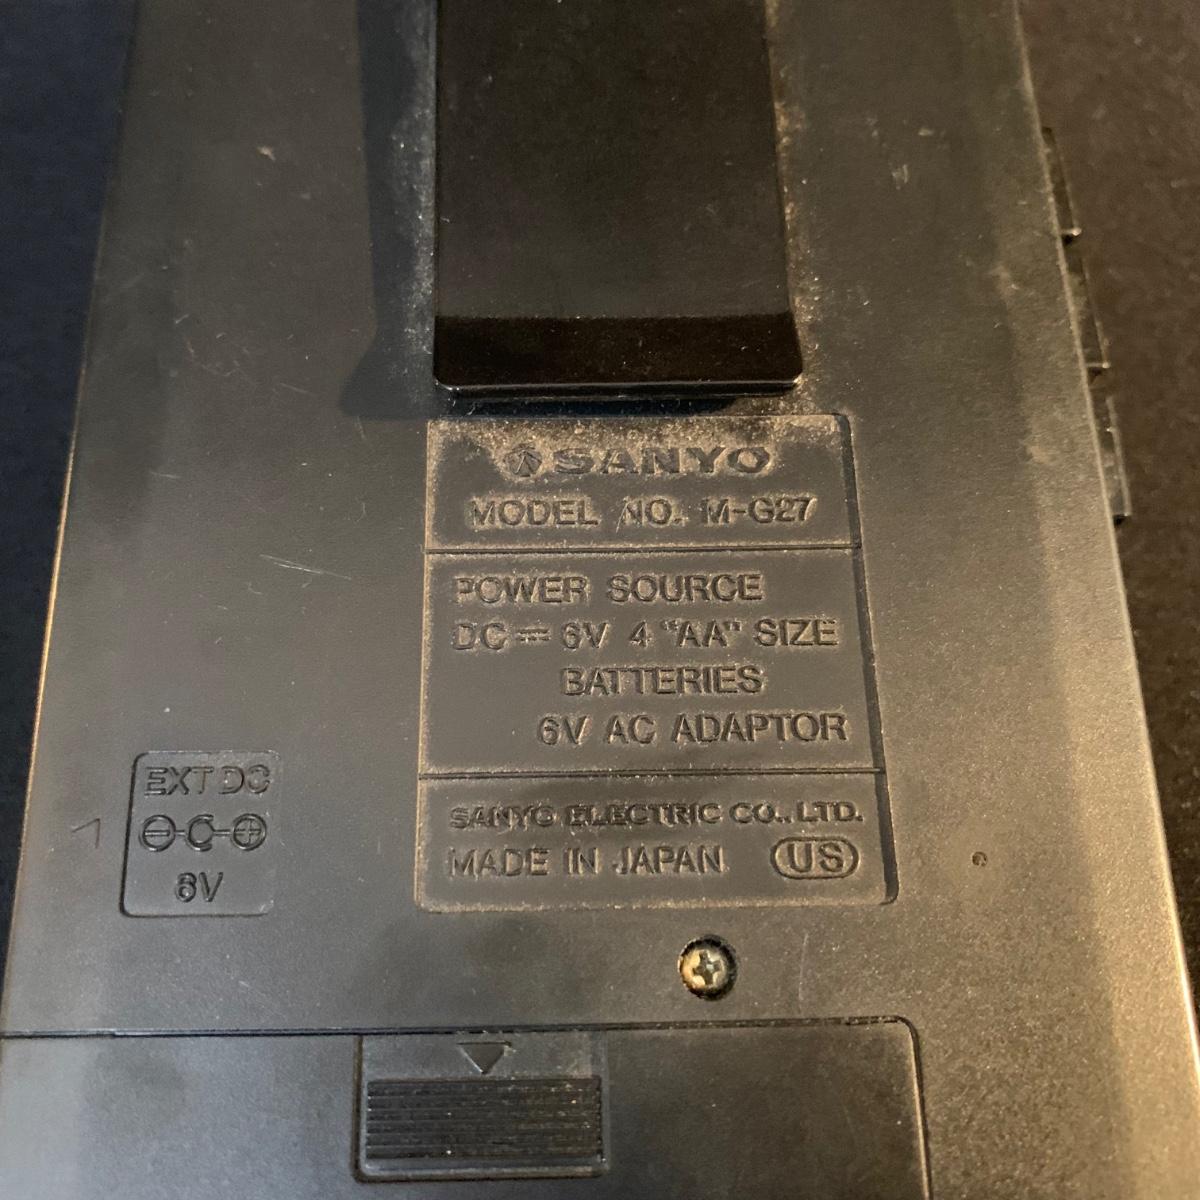 SANYO
MODEL NO. M-G27
POWER SOURCE
DC 6V 4 "AA" SIZE
BATTERIES
6V AC ADAPTOR
SANYO ELECTRIC CO., LTD.
MADE IN JAPAN US
EXT DC
6V